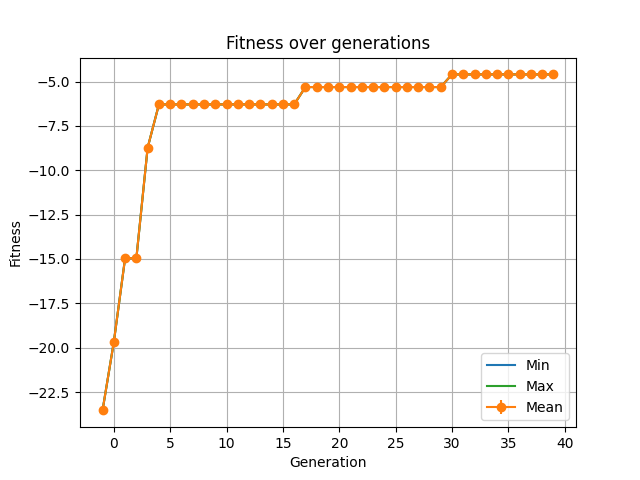 Fitness over generations
Fitness
−5.0
−7.5
−10.0
−12.5
−15.0
−17.5
−20.0
−22.5
0 5 10 15 20 25 30 35 40
Generation
Min
Max
Mean